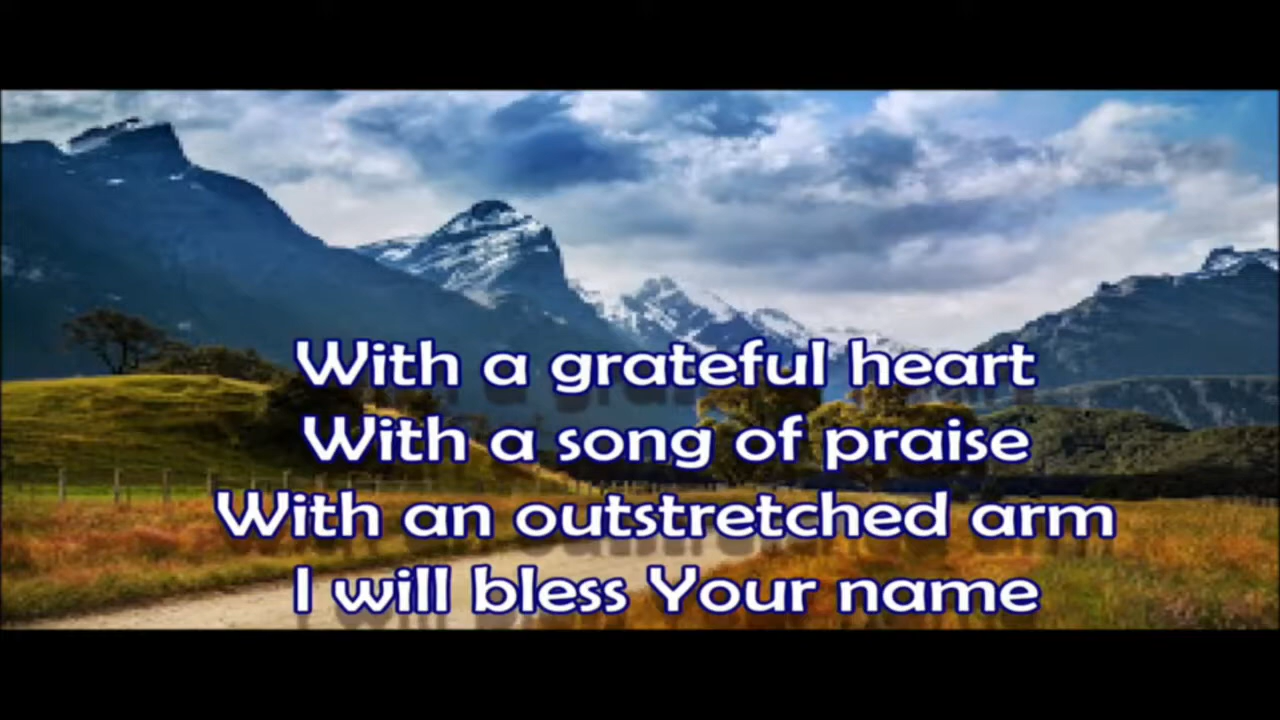 With a grateful heart
With a song of praise
With an outstretched arm
I will bless Your name